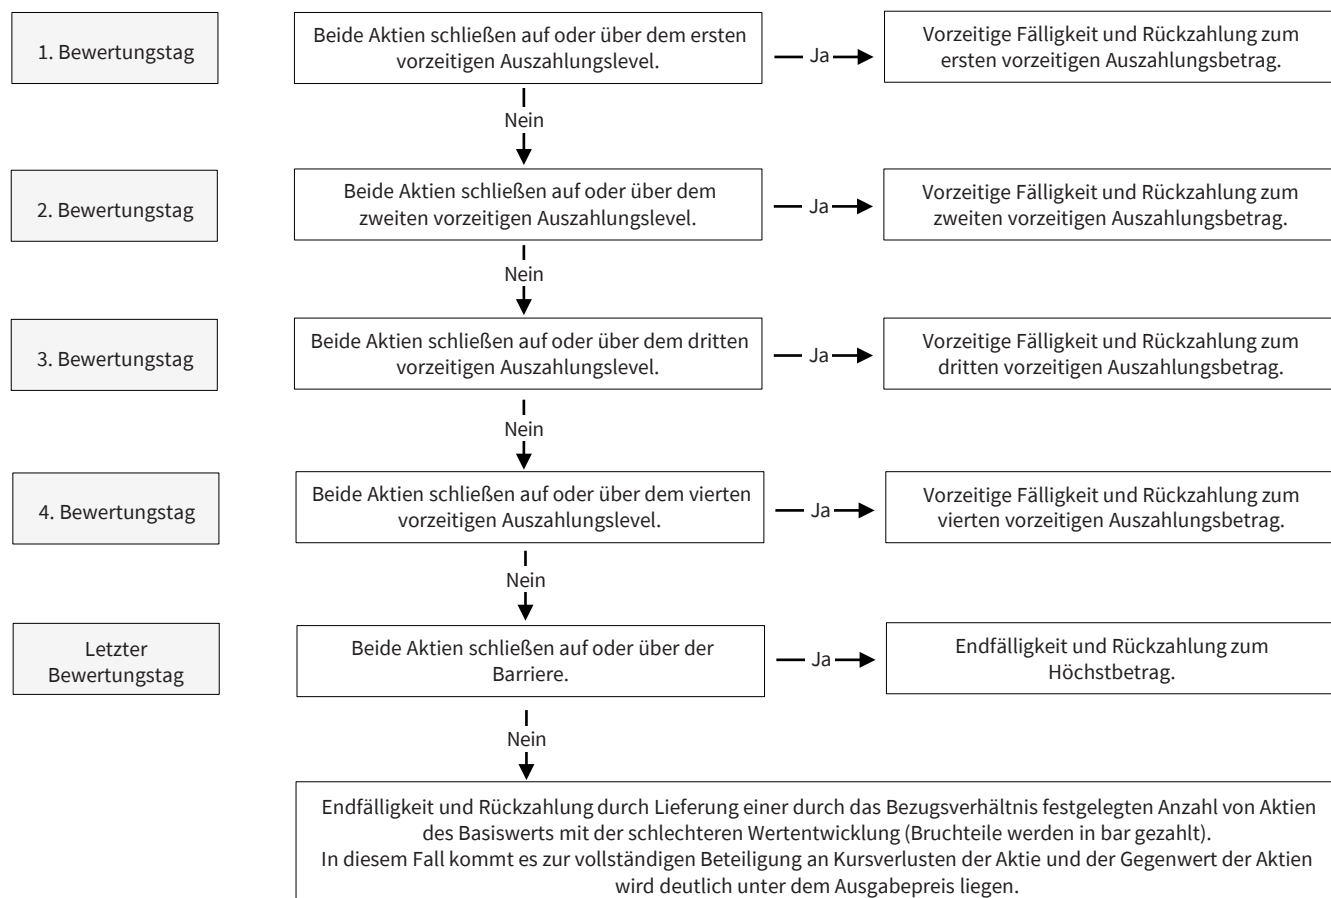 1. Bewertungstag
Beide Aktien schließen auf oder über dem ersten
vorzeitigen Auszahlungslevel.
Ja
Vorzeitige Fälligkeit und Rückzahlung zum
ersten vorzeitigen Auszahlungsbetrag.
Nein
2. Bewertungstag
Beide Aktien schließen auf oder über dem
zweiten vorzeitigen Auszahlungslevel.
Ja
Vorzeitige Fälligkeit und Rückzahlung zum
zweiten vorzeitigen Auszahlungsbetrag.
Nein
3. Bewertungstag
Beide Aktien schließen auf oder über dem dritten
vorzeitigen Auszahlungslevel.
Ja
Vorzeitige Fälligkeit und Rückzahlung zum
dritten vorzeitigen Auszahlungsbetrag.
Nein
4. Bewertungstag
Beide Aktien schließen auf oder über dem vierten
vorzeitigen Auszahlungslevel.
Ja
Vorzeitige Fälligkeit und Rückzahlung zum
vierten vorzeitigen Auszahlungsbetrag.
Nein
Letzter
Bewertungstag
Beide Aktien schließen auf oder über der
Barriere.
Ja
Endfälligkeit und Rückzahlung zum
Höchstbetrag.
Nein
Endfälligkeit und Rückzahlung durch Lieferung einer durch das Bezugsverhältnis festgelegten Anzahl von Aktien
des Basiswerts mit der schlechteren Wertentwicklung (Bruchteile werden in bar gezahlt).
In diesem Fall kommt es zur vollständigen Beteiligung an Kursverlusten der Aktie und der Gegenwert der Aktien
wird deutlich unter dem Ausgabepreis liegen.